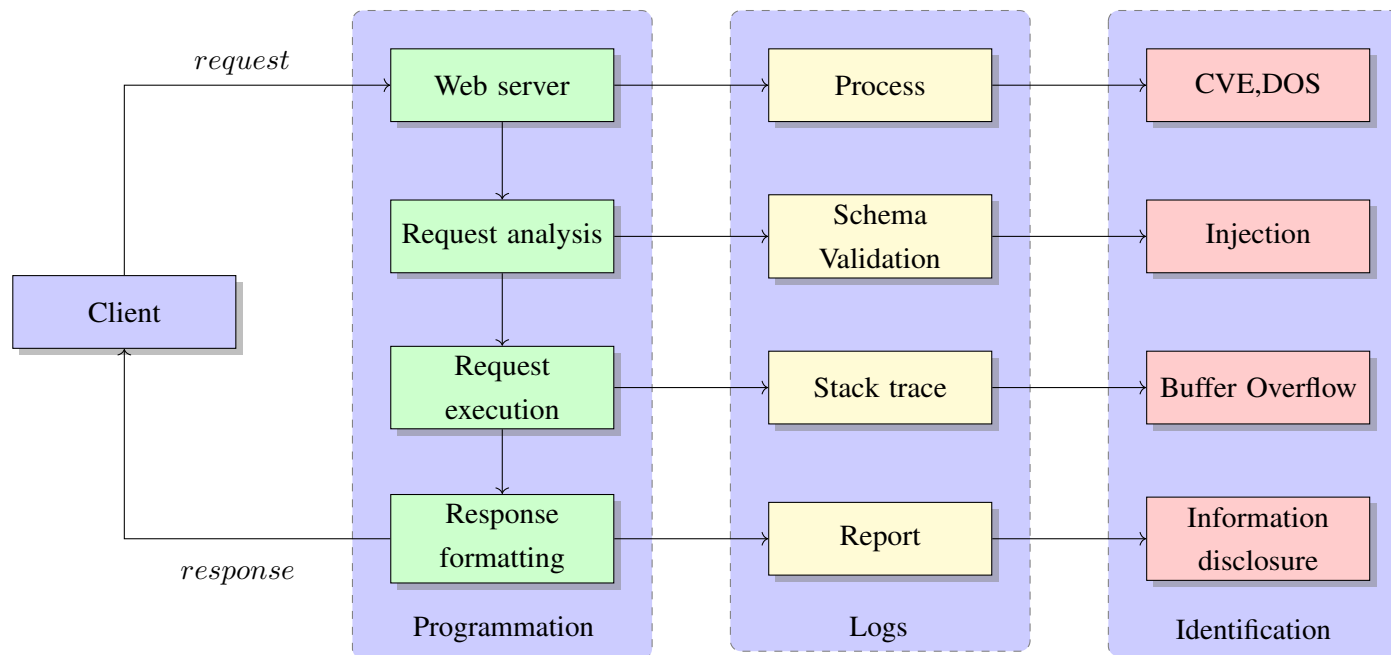 request
Web server
Process
CVE,DOS
Request analysis
Schema
Validation
Injection
Client
Request
execution
Stack trace
Buffer Overflow
Response
formatting
Report
Information
disclosure
response
Programmation
Logs
Identification